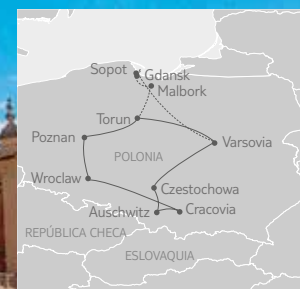 Sopot
Gdansk
Malbork
Torun
Poznan
Varsovia
POLONIA
Wroclaw
Czestochowa
Auschwitz
Cracovia
REPÚBLICA CHECA
ESLOVAQUIA